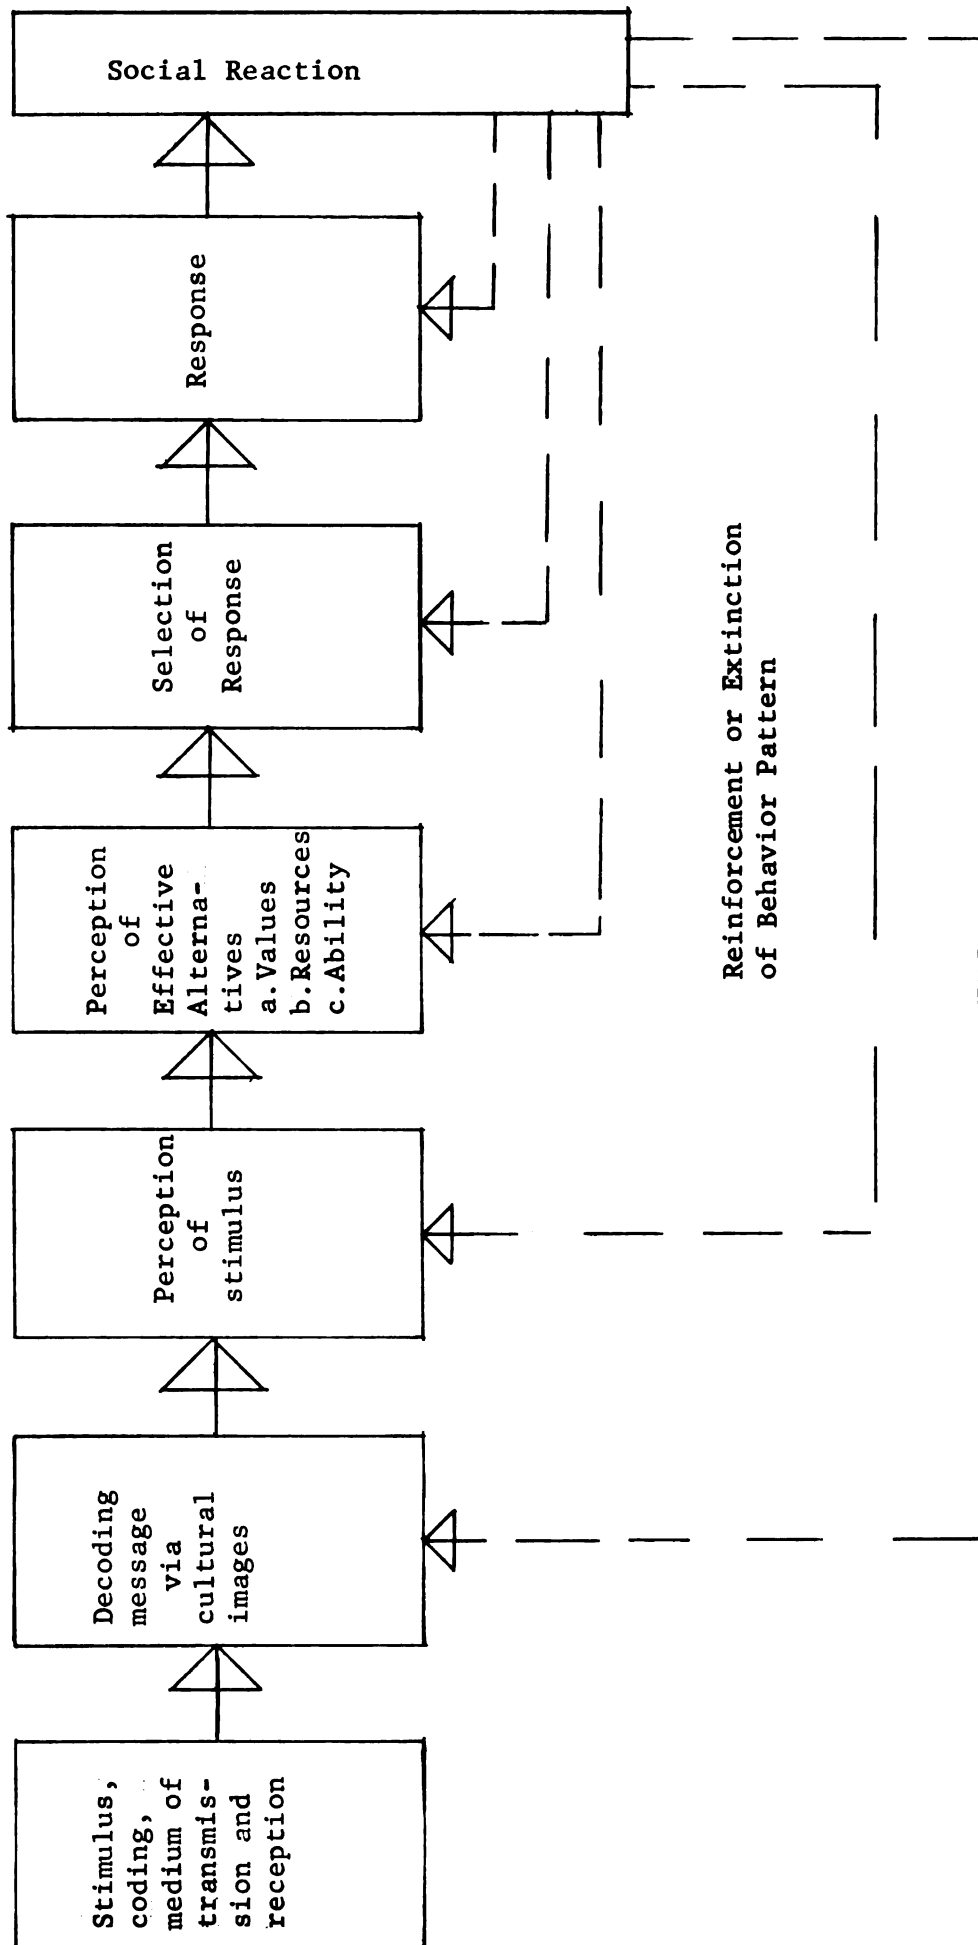 Social Reaction
Response
Selection
of
Response
Perception
of
Effective
Alterna-
tives
a.Values
b.Resources
c.Ability
Perception
of
stimulus
Decoding
message
via
cultural
images
Stimulus,
coding,
medium of
transmis-
sion and
reception
Reinforcement or Extinction
of Behavior Pattern